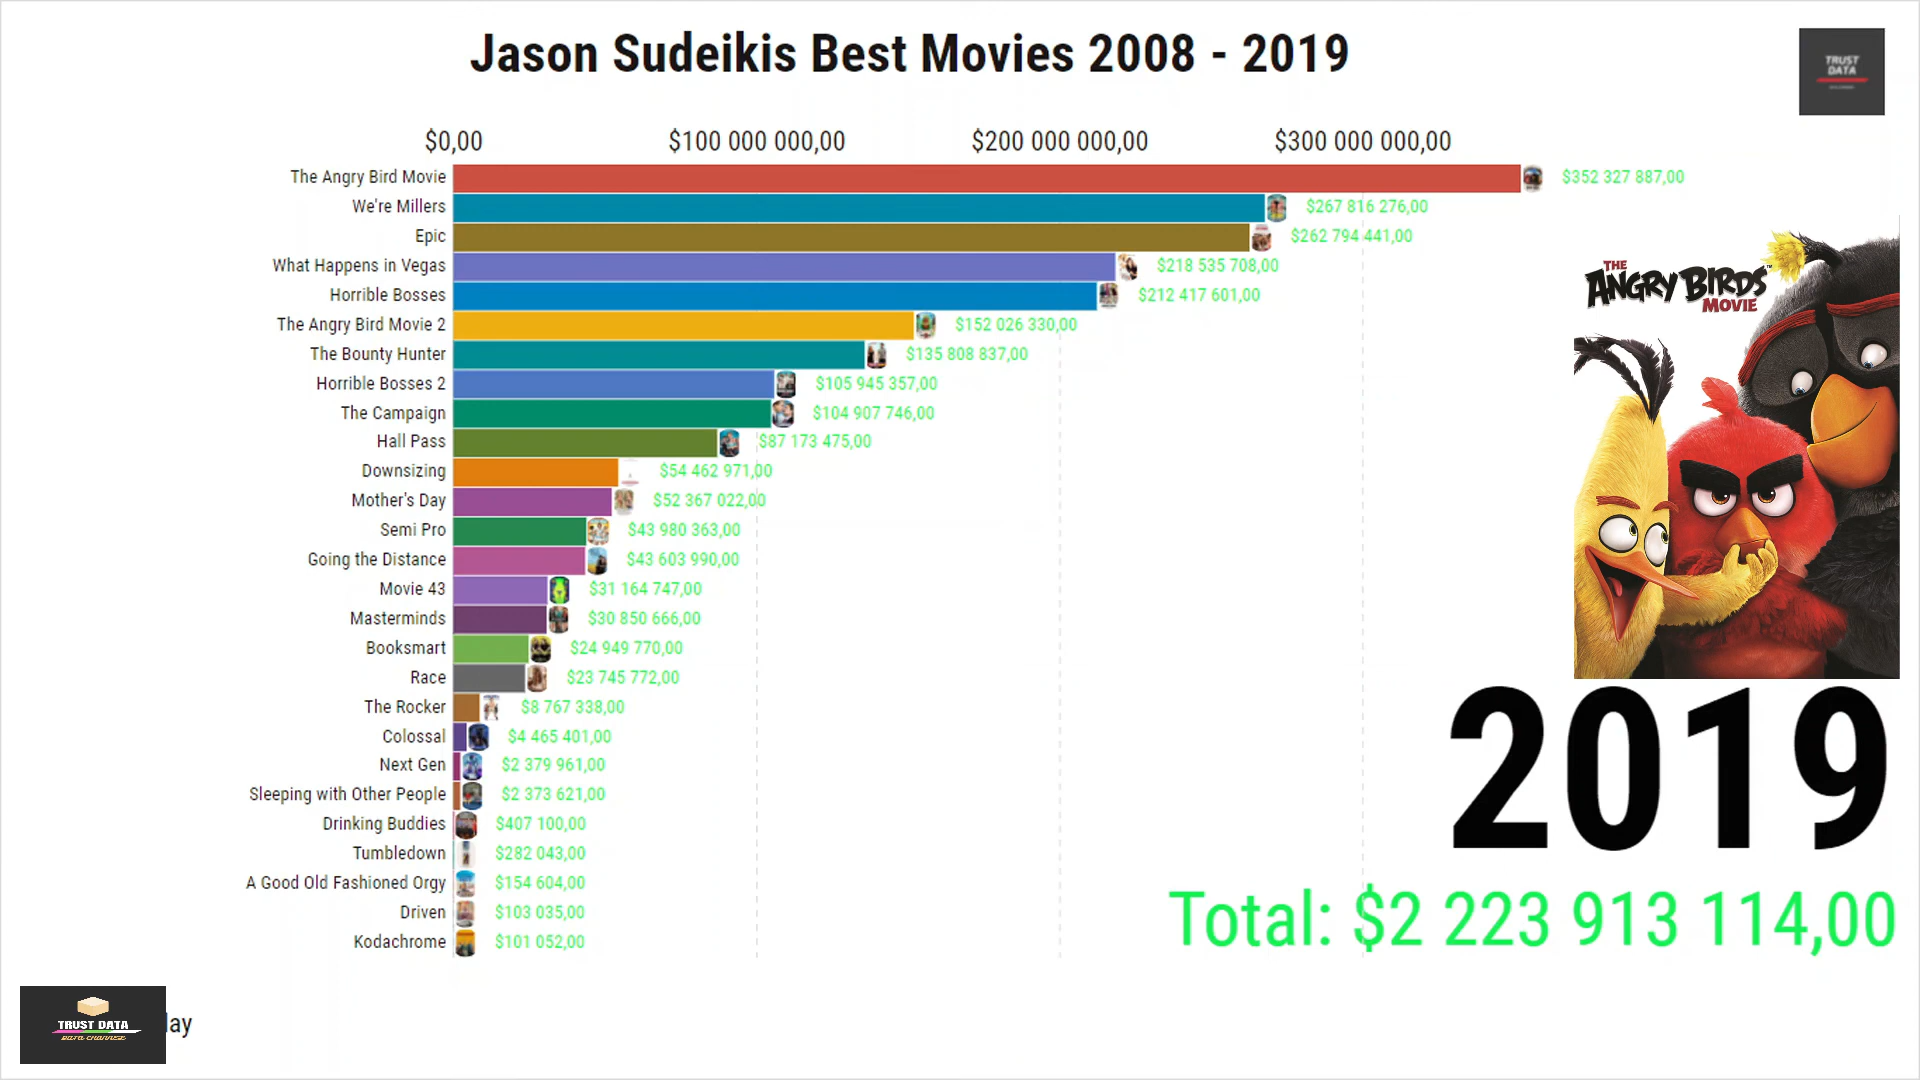 Jason Sudeikis Best Movies 2008 - 2019
TRUST
DATA
$0,00 $100 000 000,00 $200 000 000,00 $300 000 000,00
The Angry Bird Movie $352 327 887,00
We're Millers $267 816 276,00
Epic $262 794 441,00
What Happens in Vegas $218 535 708,00
Horrible Bosses $212 417 601,00
The Angry Bird Movie 2 $152 026 330,00
The Bounty Hunter $135 808 837,00
Horrible Bosses 2 $105 945 357,00
The Campaign $104 907 746,00
Hall Pass $87 173 475,00
Downsizing $54 462 971,00
Mother's Day $52 367 022,00
Semi Pro $43 980 363,00
Going the Distance $43 603 990,00
Movie 43 $31 164 747,00
Masterminds $30 850 666,00
Booksmart $24 949 770,00
Race $23 745 772,00
The Rocker $8 767 338,00
Colossal $4 465 401,00
Next Gen $2 379 961,00
Sleeping with Other People $2 373 621,00
Drinking Buddies $407 100,00
Tumbledown $282 043,00
A Good Old Fashioned Orgy $154 604,00
Driven $103 035,00
Kodachrome $101 052,00
THE
ANGRY BIRDS™
MOVIE
2019
Total: $2 223 913 114,00
TRUST DATA
DATA CHANNEL
lay